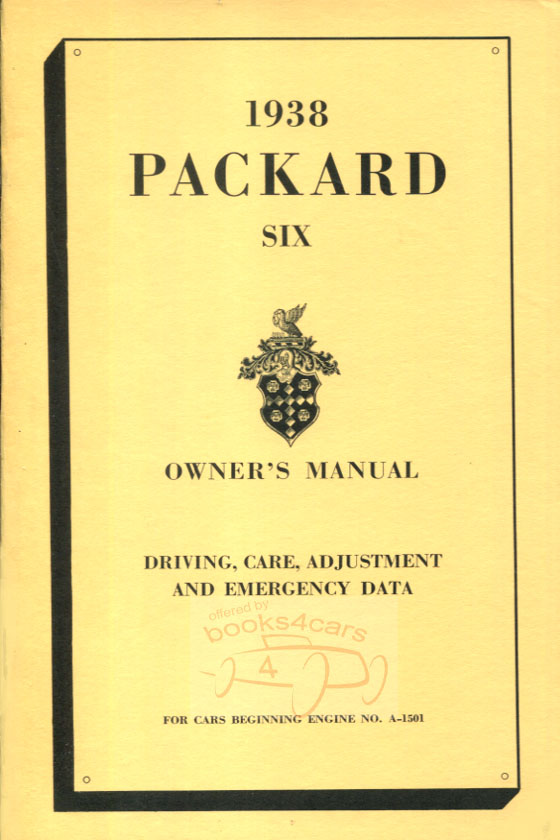 1938
PACKARD
SIX
OWNER'S MANUAL
DRIVING, CARE, ADJUSTMENT
AND EMERGENCY DATA
offered by
books4cars
4
FOR CARS BEGINNING ENGINE NO. A-1501